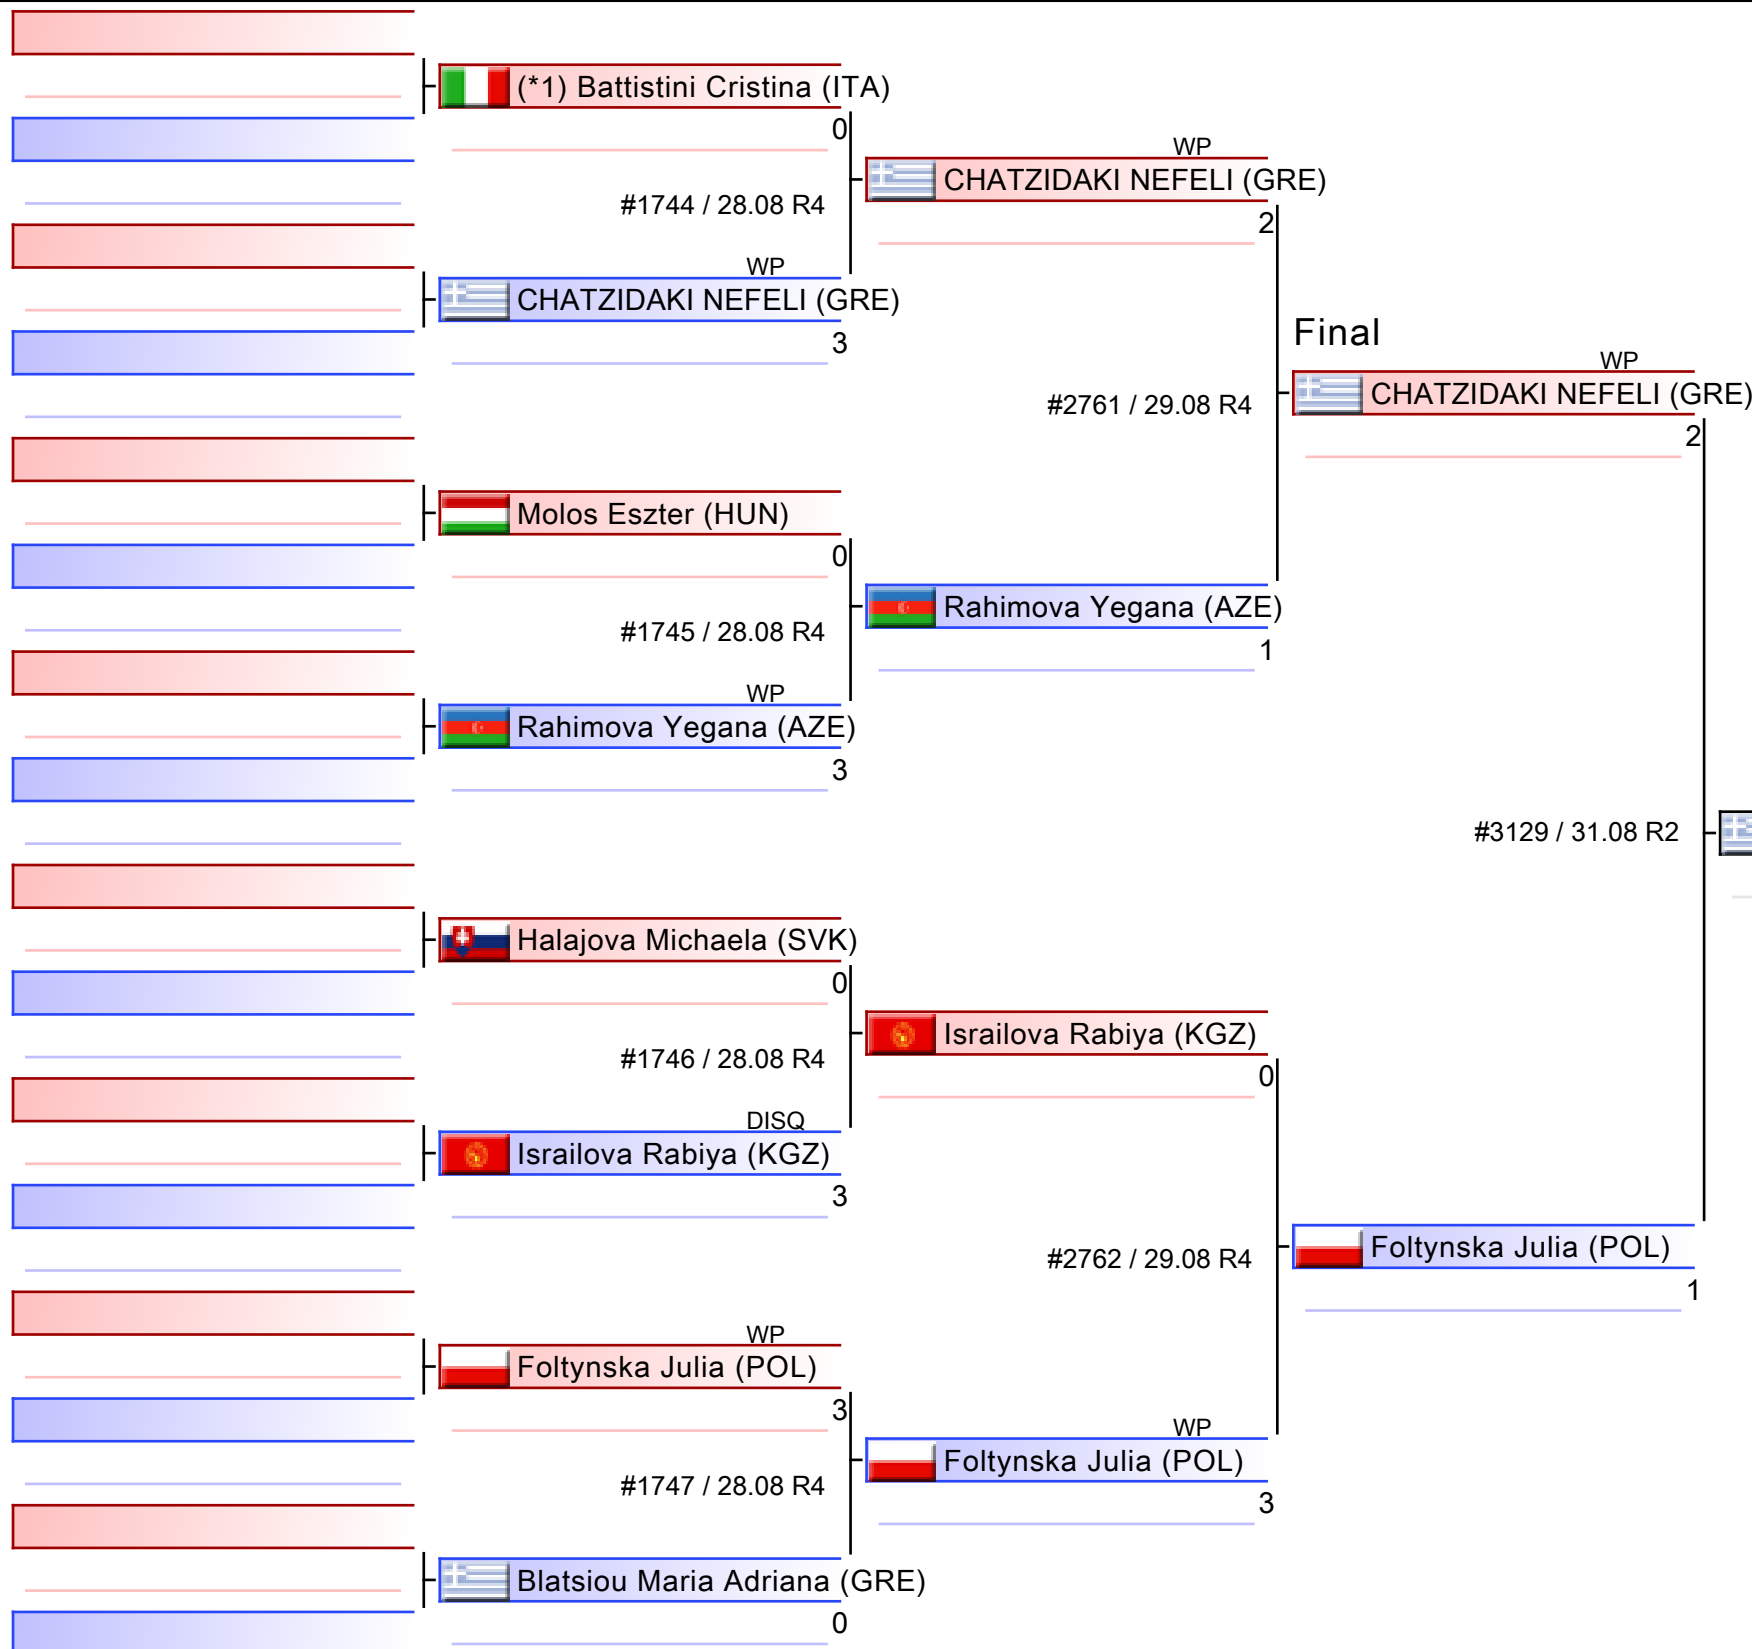 (*1) Battistini Cristina (ITA)
0
WP
CHATZIDAKI NEFELI (GRE)
#1744 / 28.08 R4
2
WP
CHATZIDAKI NEFELI (GRE)
3
Final
WP
CHATZIDAKI NEFELI (GRE)
#2761 / 29.08 R4
2
Molos Eszter (HUN)
0
Rahimova Yegana (AZE)
#1745 / 28.08 R4
1
WP
Rahimova Yegana (AZE)
3
#3129 / 31.08 R2
Halajova Michaela (SVK)
0
Israilova Rabiya (KGZ)
#1746 / 28.08 R4
0
DISQ
Israilova Rabiya (KGZ)
3
#2762 / 29.08 R4
Foltynska Julia (POL)
1
WP
Foltynska Julia (POL)
3
WP
Foltynska Julia (POL)
#1747 / 28.08 R4
3
Blatsiou Maria Adriana (GRE)
0